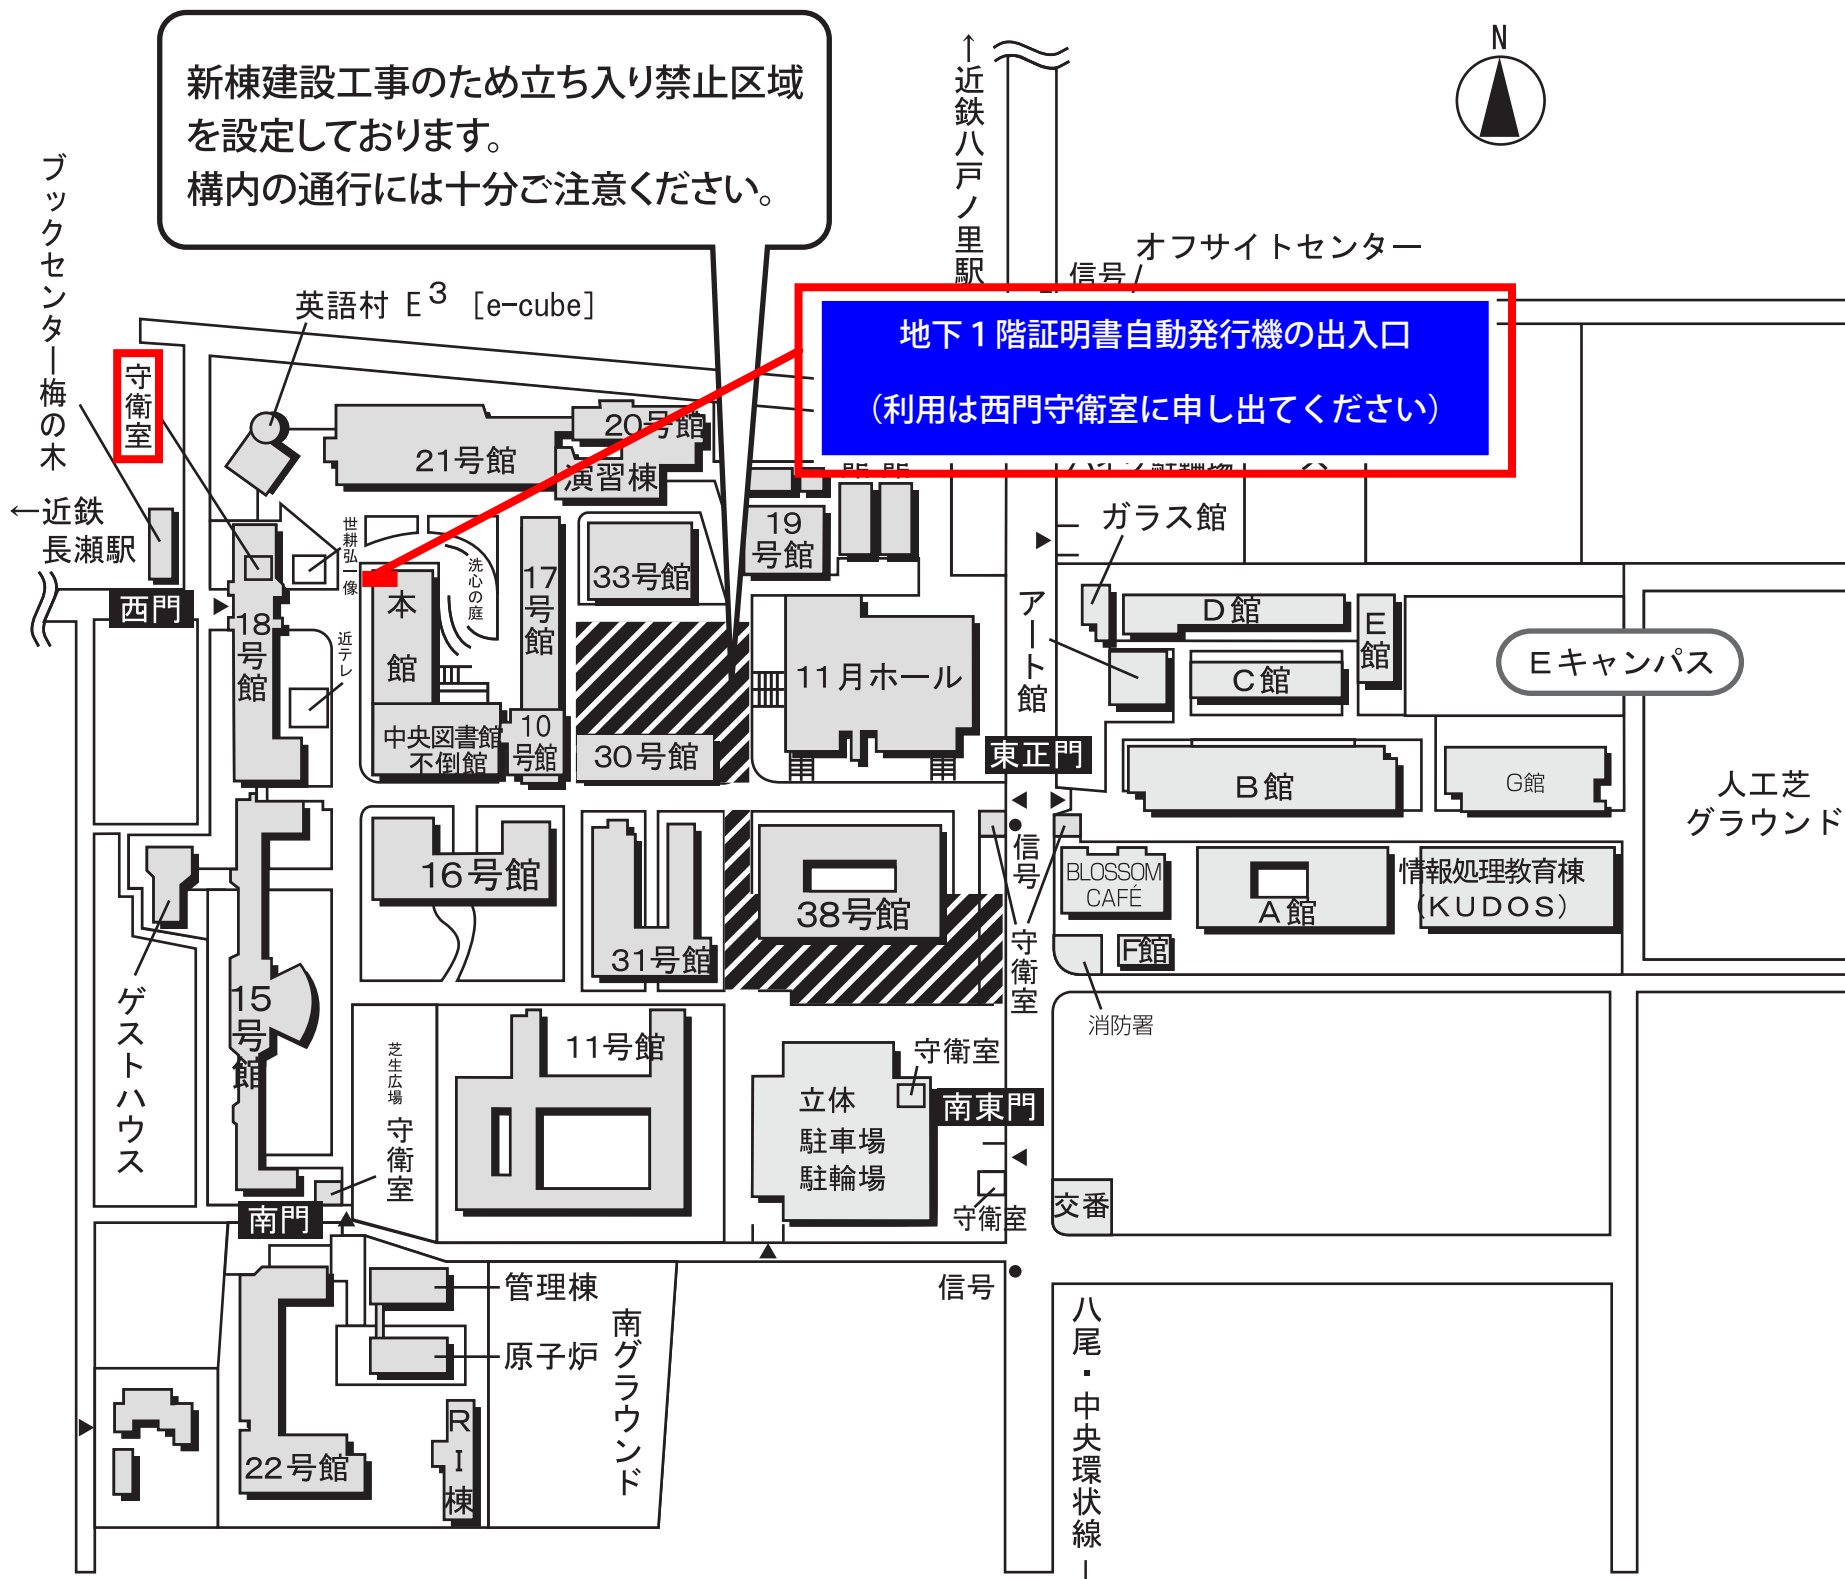 新棟建設工事のため立ち入り禁止区域
を設定しております。
構内の通行には十分ご注意ください。
N
↑近鉄八戸ノ里駅
オフサイトセンター
信号
ブックセンター梅の木
英語村 E³ [e-cube]
地下1階証明書自動発行機の出入口
(利用は西門守衛室に申し出てください)
守衛室
20号館
21号館
演習棟
←近鉄
長瀬駅
世耕弘一像
洗心の庭
17号館
33号館
19
号館
ガラス館
西門
本館
18号館
近テレ
アート館
D館
E館
Eキャンパス
C館
11月ホール
中央図書館
不倒館
10
号館
30号館
東正門
B館
G館
人工芝
グラウンド
16号館
31号館
38号館
信号
BLOSSOM
CAFÉ
A館
情報処理教育棟
(KUDOS)
F館
守衛室
消防署
ゲストハウス
15号館
芝生広場
守衛室
11号館
守衛室
立体
駐車場
駐輪場
南東門
守衛室
交番
南門
管理棟
原子炉
南グラウンド
信号
八尾・中央環状線
22号館
RI棟